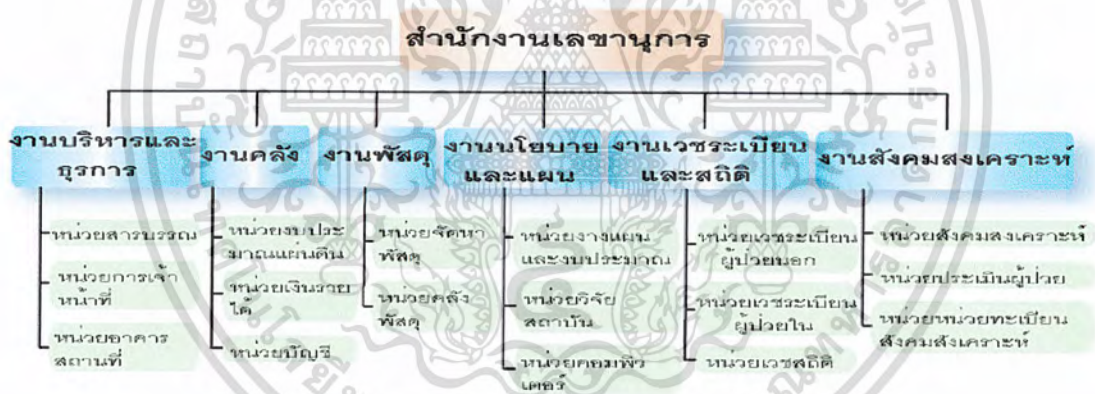 สำนักงานเลขานุการ
งานบริหารและ
ธุรการ
หน่วยสารบรรณ
หน่วยการเจ้า
หน้าที่
หน่วยอาคาร
สถานที่
งานคลัง
หน่วยงบประ
มาณแผ่นดิน
หน่วยเงินราย
ได้
หน่วยบัญชี
งานพัสดุ
หน่วยจัดหา
พัสดุ
หน่วยคลัง
พัสดุ
งานนโยบาย
และแผน
หน่วยงางแผน
และงบประมาณ
หน่วยวิจัย
สถาบัน
หน่วยคอมพิว
เตอร์
งานเวชระเบียน
และสถิติ
หน่วยเวชระเบียน
ผู้ป่วยนอก
หน่วยเวชระเบียน
ผู้ป่วยใน
หน่วยเวชสถิติ
งานสังคมสงเคราะห์
หน่วยสังคมสงเคราะห์
หน่วยประเมินผู้ป่วย
หน่วยหน่วยทะเบียน
สังคมสังเคราะห์